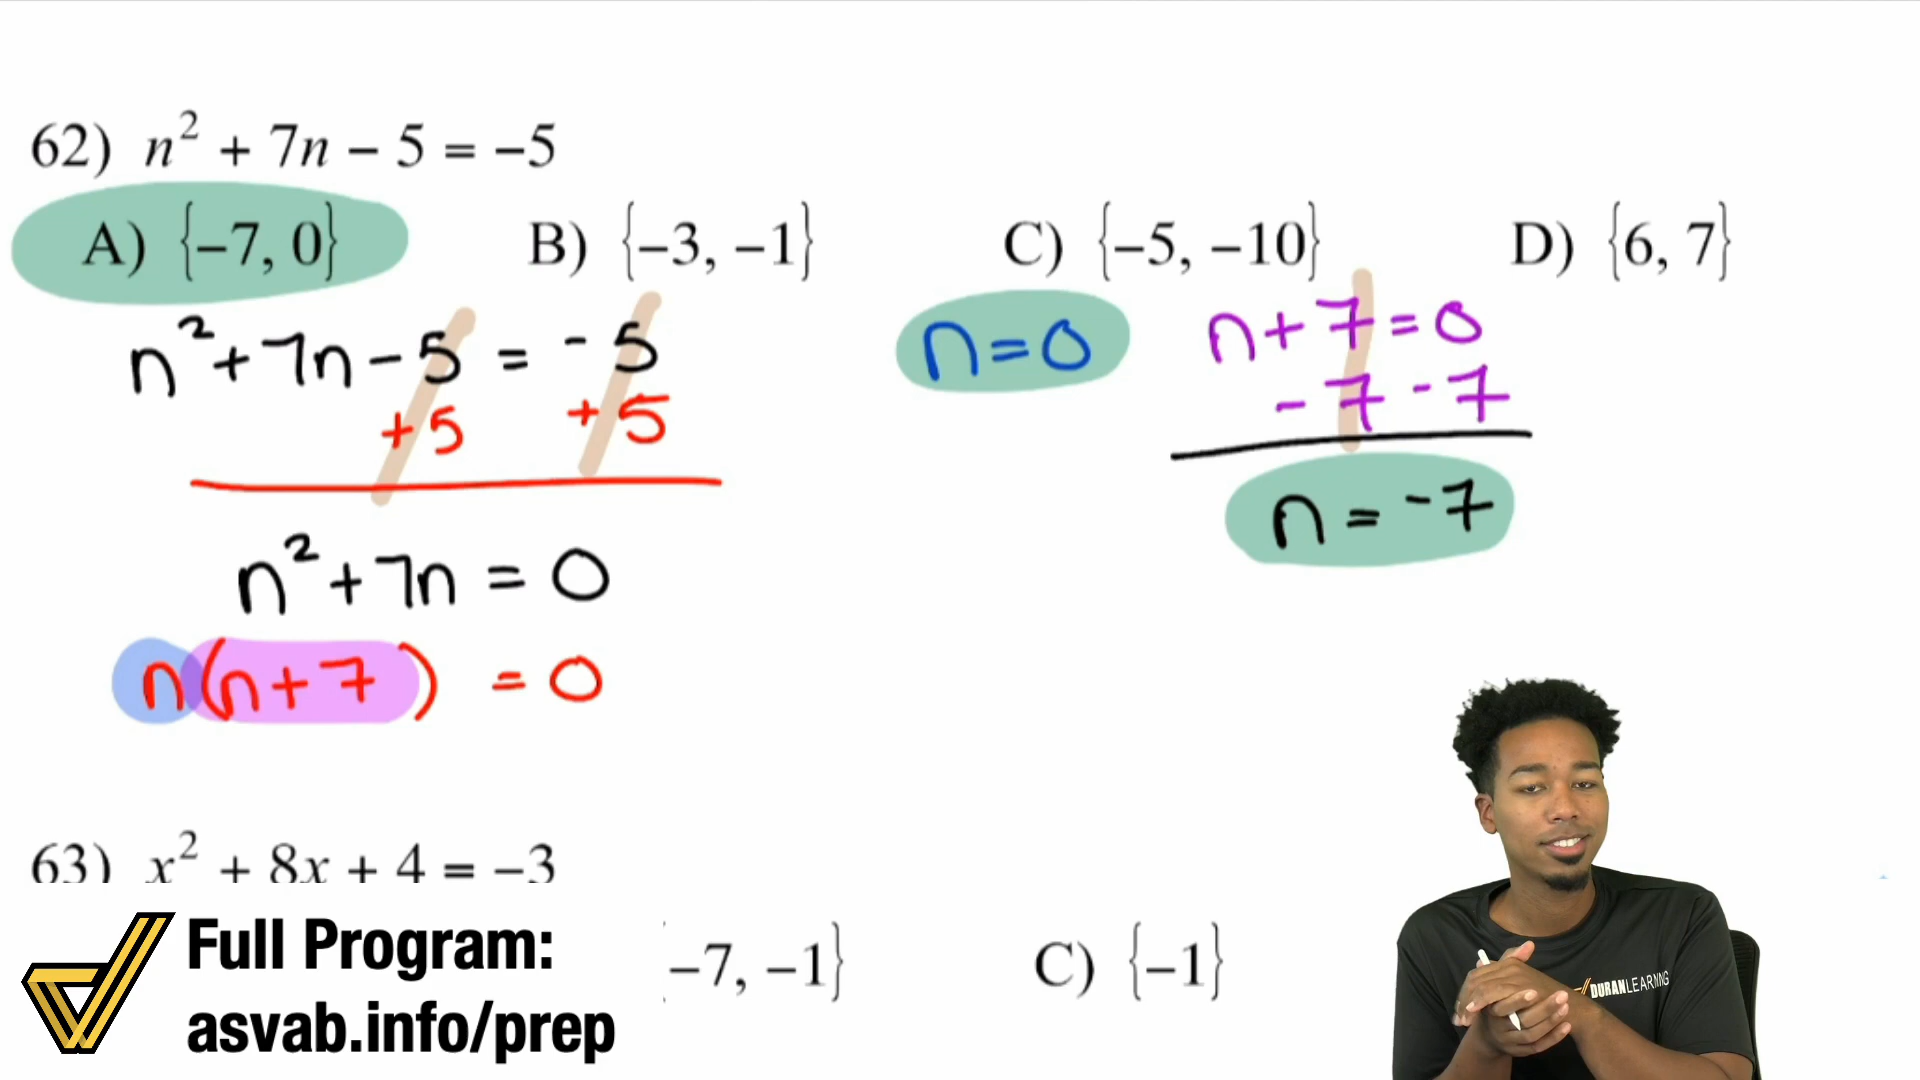 62) n² + 7n − 5 = −5
A) {−7, 0} B) {−3, −1} C) {−5, −10} D) {6, 7}
n² + 7n − 5 = -5
+5 +5
n² + 7n = 0
n(n+7) = 0
n=0
n+7=0
-7 -7
n = -7
63) x² + 8x + 4 = −3
−7, −1} C) {−1}
Full Program:
asvab.info/prep
DURANLEARNING